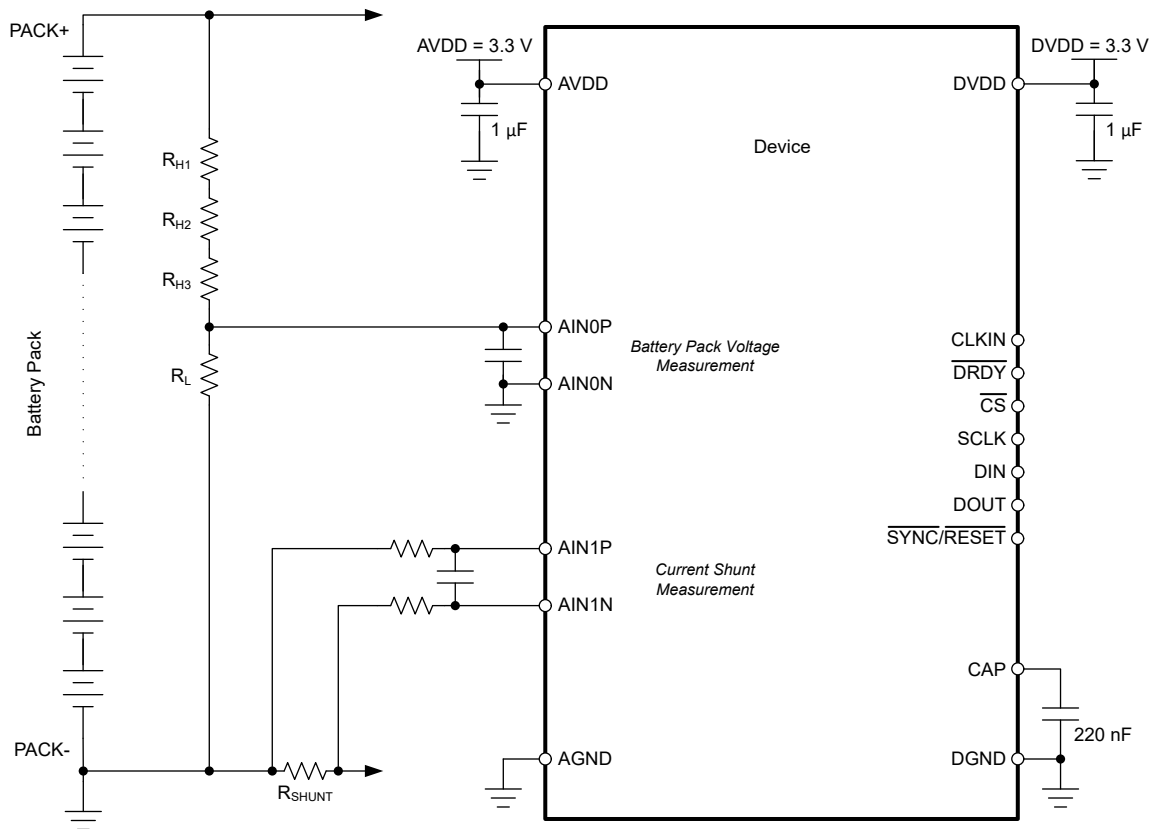 PACK+
AVDD = 3.3 V
DVDD = 3.3 V
AVDD
DVDD
1 µF
1 µF
Device
RH1
RH2
RH3
Battery Pack
RL
AIN0P
Battery Pack Voltage
Measurement
AIN0N
CLKIN
DRDY
CS
SCLK
DIN
DOUT
SYNC/RESET
AIN1P
Current Shunt
Measurement
AIN1N
CAP
220 nF
PACK-
AGND
DGND
RSHUNT